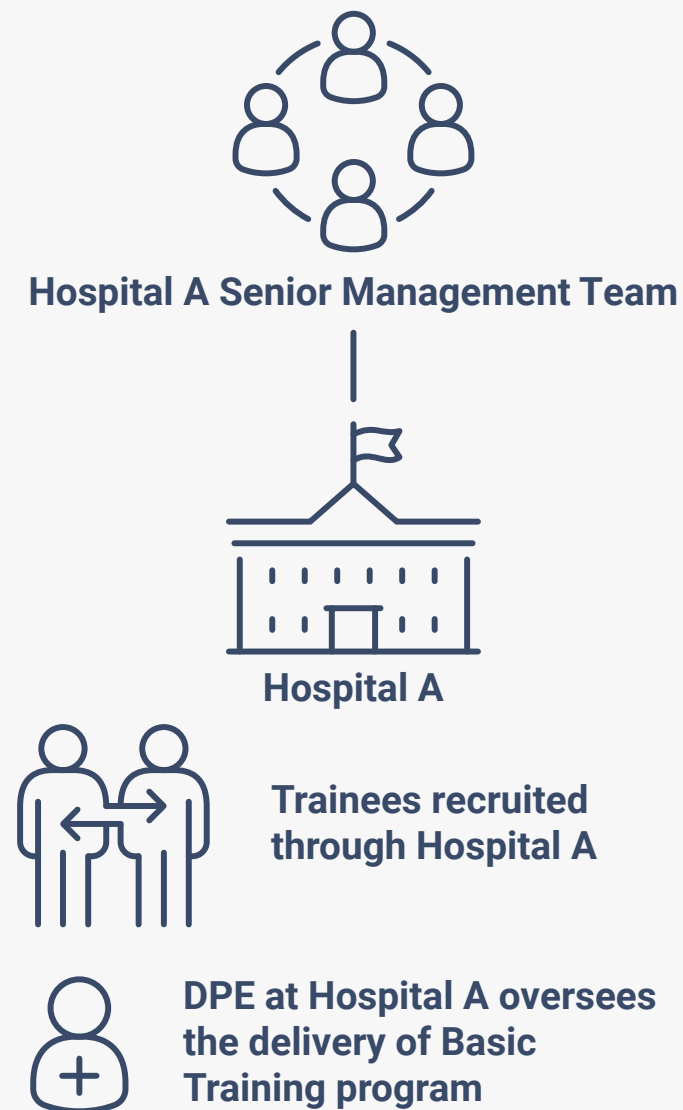 Hospital A Senior Management Team
Hospital A
Trainees recruited
through Hospital A
DPE at Hospital A oversees
the delivery of Basic
Training program